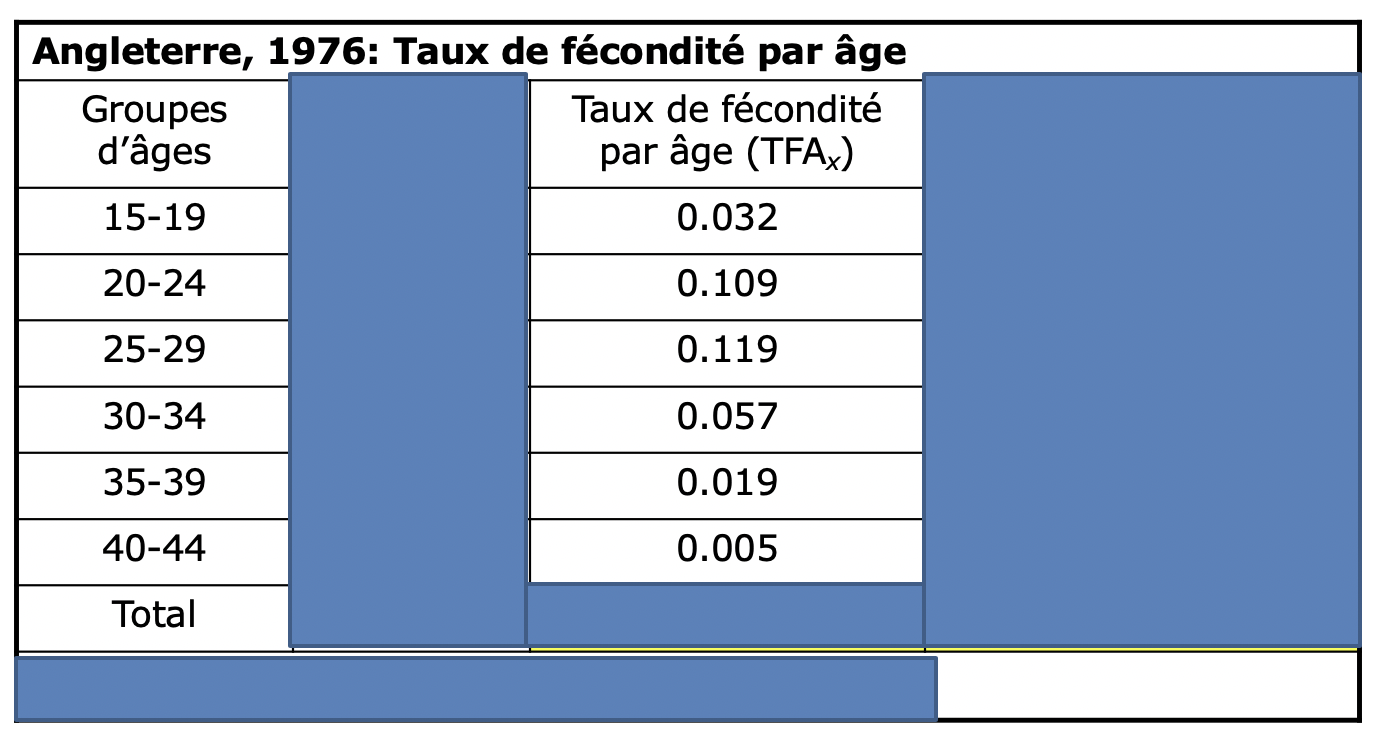 Angleterre, 1976: Taux de fécondité par âge
Groupes d’âges
Taux de fécondité par âge (TFAx)
15-19 0.032
20-24 0.109
25-29 0.119
30-34 0.057
35-39 0.019
40-44 0.005
Total